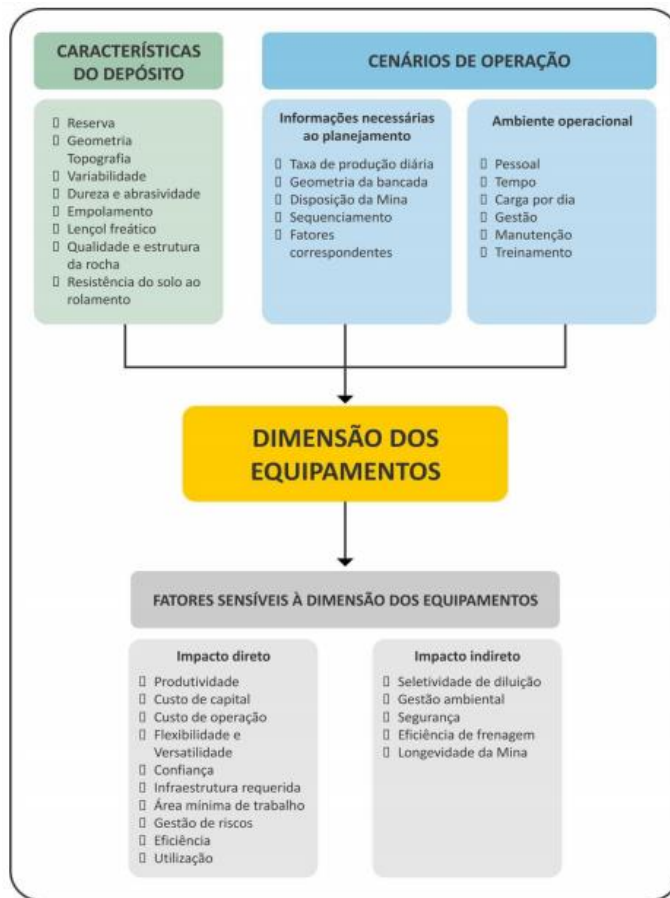 CARACTERÍSTICAS
DO DEPÓSITO
Reserva
Geometria
Topografia
Variabilidade
Dureza e abrasividade
Empolamento
Lençol freático
Qualidade e estrutura
da rocha
Resistência do solo ao
rolamento
CENÁRIOS DE OPERAÇÃO
Informações necessárias
ao planejamento
Taxa de produção diária
Geometria da bancada
Disposição da Mina
Sequenciamento
Fatores
correspondentes
Ambiente operacional
Pessoal
Tempo
Carga por dia
Gestão
Manutenção
Treinamento
DIMENSÃO DOS
EQUIPAMENTOS
FATORES SENSÍVEIS À DIMENSÃO DOS EQUIPAMENTOS
Impacto direto
Produtividade
Custo de capital
Custo de operação
Flexibilidade e
Versatilidade
Confiança
Infraestrutura requerida
Área mínima de trabalho
Gestão de riscos
Eficiência
Utilização
Impacto indireto
Seletividade de diluição
Gestão ambiental
Segurança
Eficiência de frenagem
Longevidade da Mina